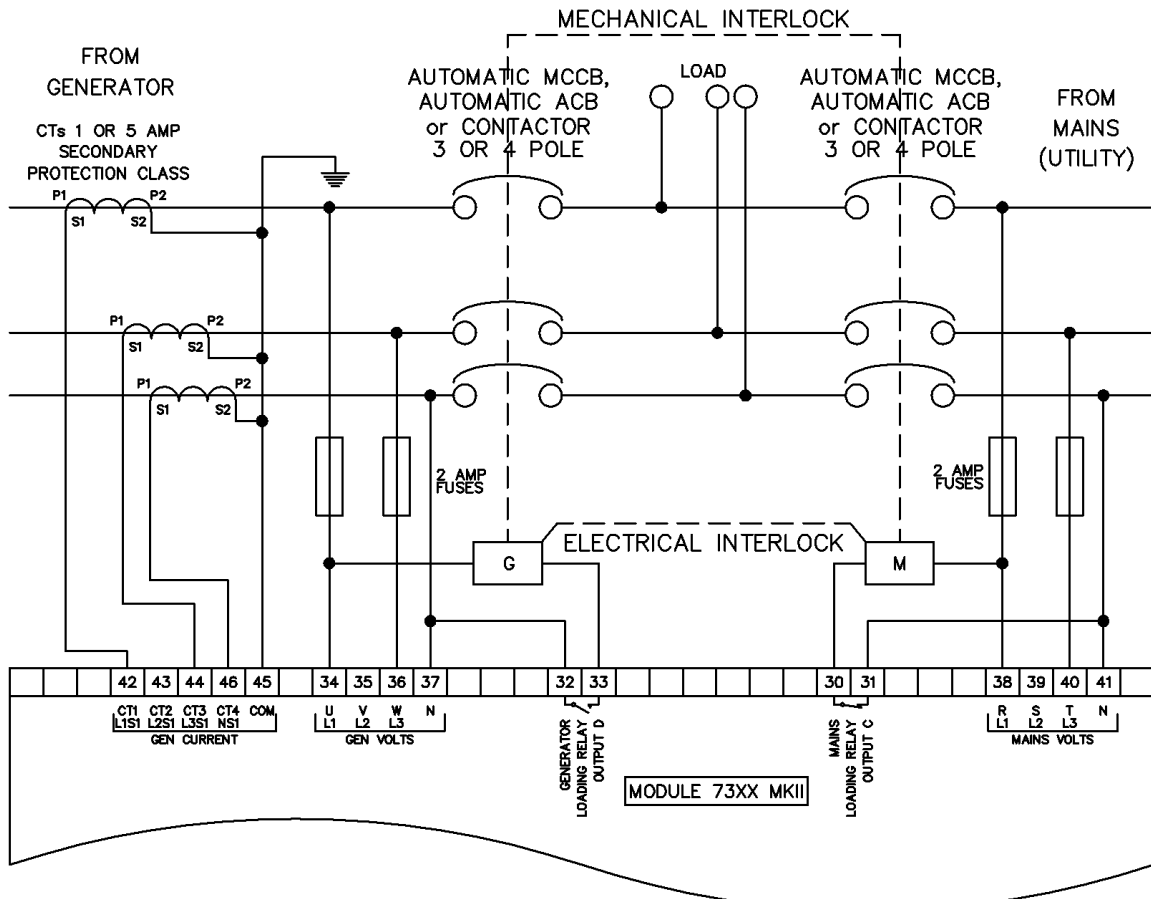 MECHANICAL INTERLOCK
FROM
GENERATOR
CTs 1 OR 5 AMP
SECONDARY
PROTECTION CLASS
AUTOMATIC MCCB,
AUTOMATIC ACB
or CONTACTOR
3 OR 4 POLE
LOAD
AUTOMATIC MCCB,
AUTOMATIC ACB
or CONTACTOR
3 OR 4 POLE
FROM
MAINS
(UTILITY)
P1 P2
S1 S2
P1 P2
S1 S2
P1 P2
S1 S2
2 AMP
FUSES
2 AMP
FUSES
ELECTRICAL INTERLOCK
G
M
42 43 44 46 45 34 35 36 37 32 33 30 31 38 39 40 41
CT1 CT2 CT3 CT4 COM.
L1S1 L2S1 L3S1 NS1
GEN CURRENT
U V W N
L1 L2 L3
GEN VOLTS
GENERATOR
LOADING RELAY
OUTPUT D
MAINS
LOADING RELAY
OUTPUT C
R S T N
L1 L2 L3
MAINS VOLTS
MODULE 73XX MKII